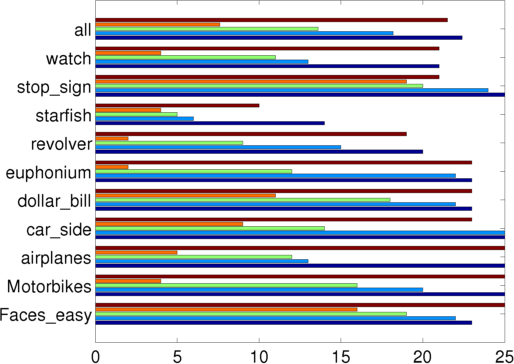 all
watch
stop_sign
starfish
revolver
euphonium
dollar_bill
car_side
airplanes
Motorbikes
Faces_easy
0 5 10 15 20 25